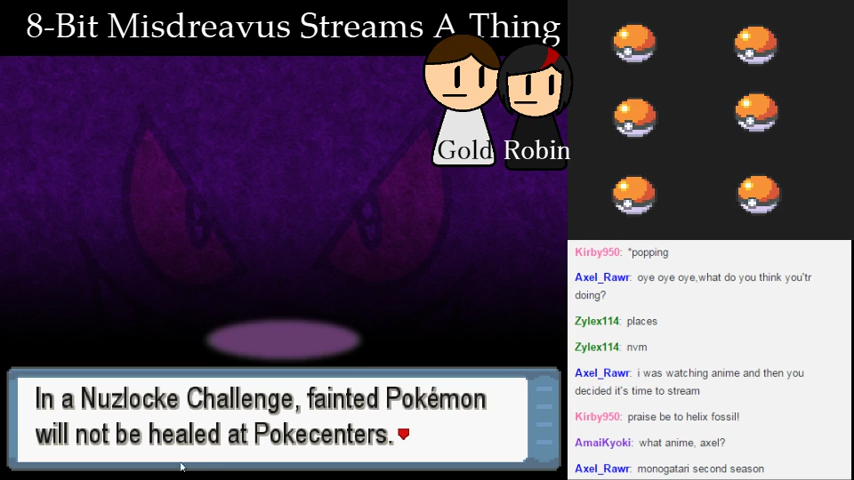 8-Bit Misdreavus Streams A Thing
Gold Robin
In a Nuzlocke Challenge, fainted Pokémon
will not be healed at Pokecenters.
Kirby950: *popping
Axel_Rawr: oye oye oye,what do you think you'tr
doing?
Zylex114: places
Zylex114: nvm
Axel_Rawr: i was watching anime and then you
decided it's time to stream
Kirby950: praise be to helix fossil!
AmaiKyoki: what anime, axel?
Axel_Rawr: monogatari second season